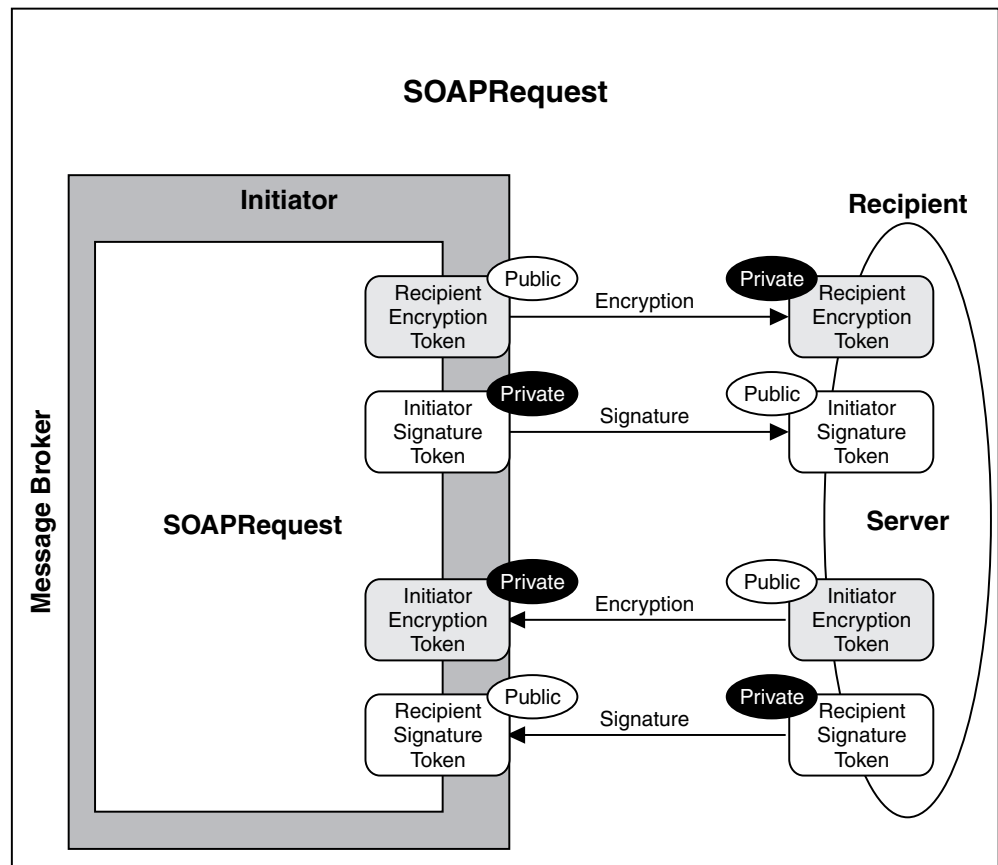 SOAPRequest
Initiator
Recipient
Public
Private
Recipient
Encryption
Token
Encryption
Recipient
Encryption
Token
Private
Public
Initiator
Signature
Token
Signature
Initiator
Signature
Token
Message Broker
SOAPRequest
Server
Private
Public
Initiator
Encryption
Token
Encryption
Initiator
Encryption
Token
Public
Private
Recipient
Signature
Token
Signature
Recipient
Signature
Token